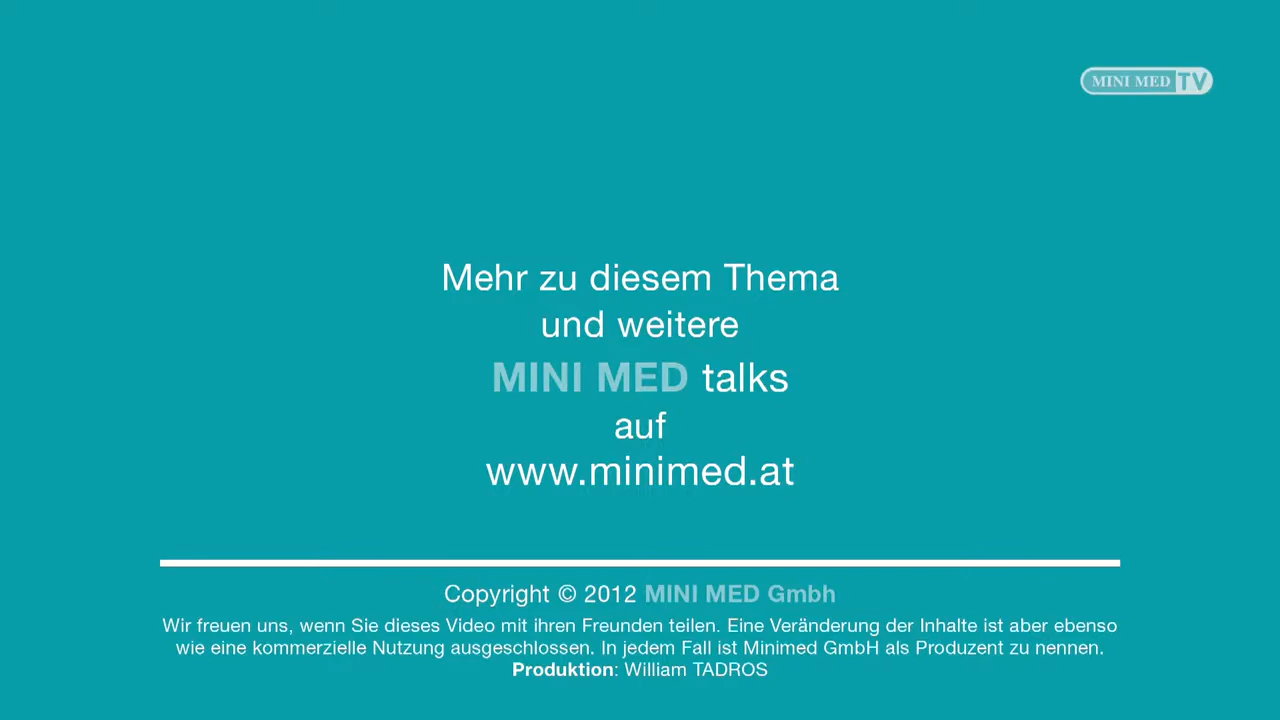 MINI MED TV
Mehr zu diesem Thema
und weitere
MINI MED talks
auf
www.minimed.at
Copyright © 2012 MINI MED Gmbh
Wir freuen uns, wenn Sie dieses Video mit ihren Freunden teilen. Eine Veränderung der Inhalte ist aber ebenso
wie eine kommerzielle Nutzung ausgeschlossen. In jedem Fall ist Minimed GmbH als Produzent zu nennen.
Produktion: William TADROS